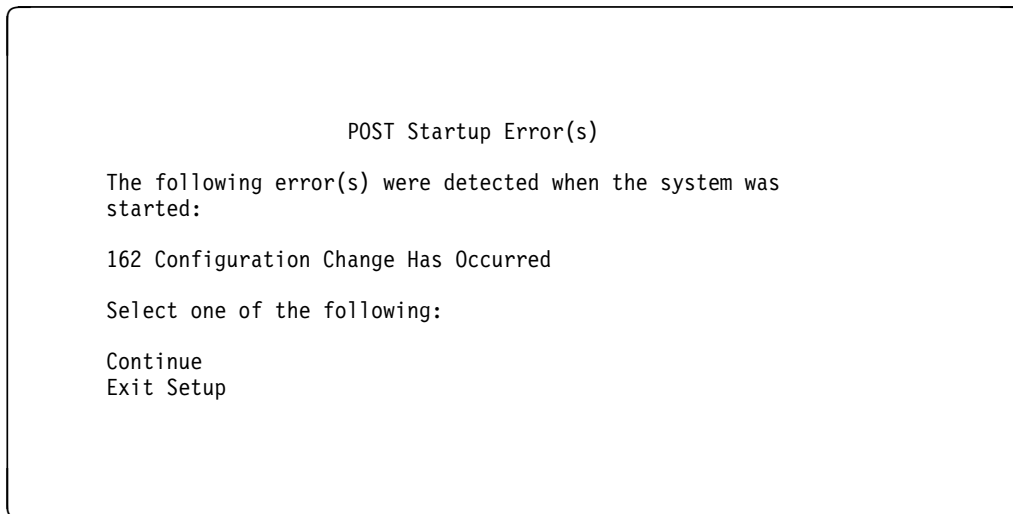 POST Startup Error(s)
The following error(s) were detected when the system was
started:
162 Configuration Change Has Occurred
Select one of the following:
Continue
Exit Setup